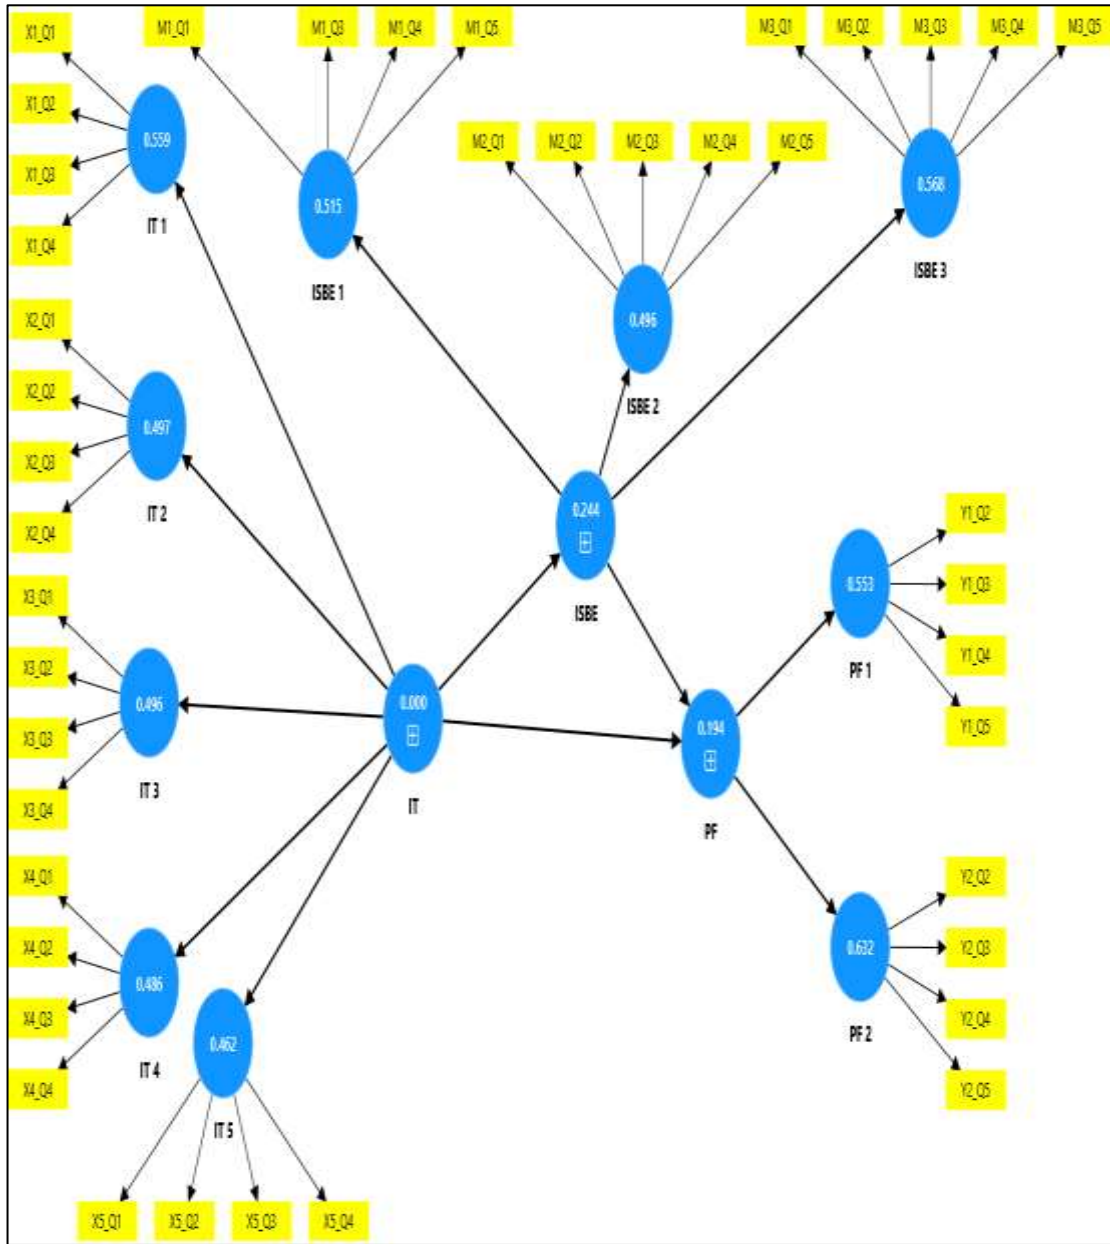 X1_Q1
M1_Q1
M1_Q3
M1_Q4
M1_Q5
M3_Q1
M3_Q2
M3_Q3
M3_Q4
M3_Q5
X1_Q2
X1_Q3
X1_Q4
0.559
IT 1
0.515
ISBE 1
M2_Q1
M2_Q2
M2_Q3
M2_Q4
M2_Q5
0.496
ISBE 2
0.568
ISBE 3
X2_Q1
X2_Q2
X2_Q3
X2_Q4
0.497
IT 2
0.244
ISBE
Y1_Q2
Y1_Q3
Y1_Q4
Y1_Q5
0.553
PF 1
X3_Q1
X3_Q2
X3_Q3
X3_Q4
0.496
IT 3
0.000
IT
0.194
PF
X4_Q1
X4_Q2
X4_Q3
X4_Q4
0.486
IT 4
0.462
IT 5
Y2_Q2
Y2_Q3
Y2_Q4
Y2_Q5
0.632
PF 2
X5_Q1
X5_Q2
X5_Q3
X5_Q4